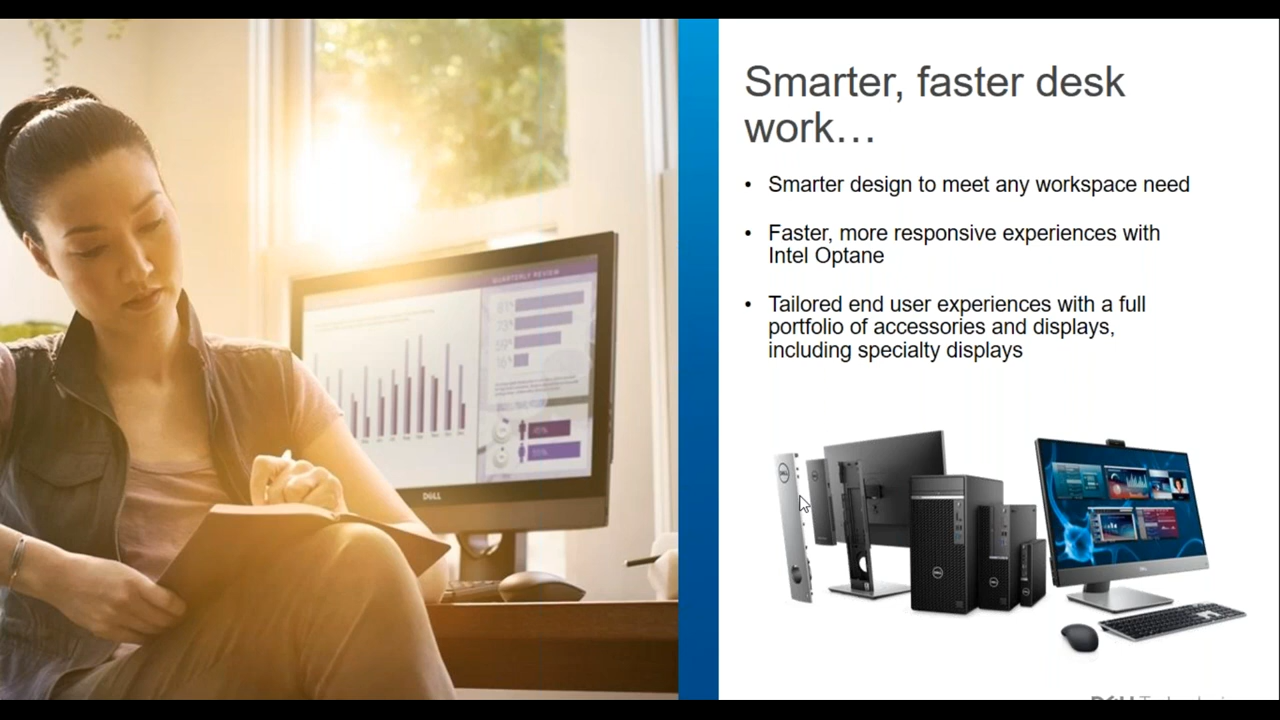 Smarter, faster desk
work…
• Smarter design to meet any workspace need
• Faster, more responsive experiences with
Intel Optane
• Tailored end user experiences with a full
portfolio of accessories and displays,
including specialty displays
QUARTERLY REVIEW
DELL